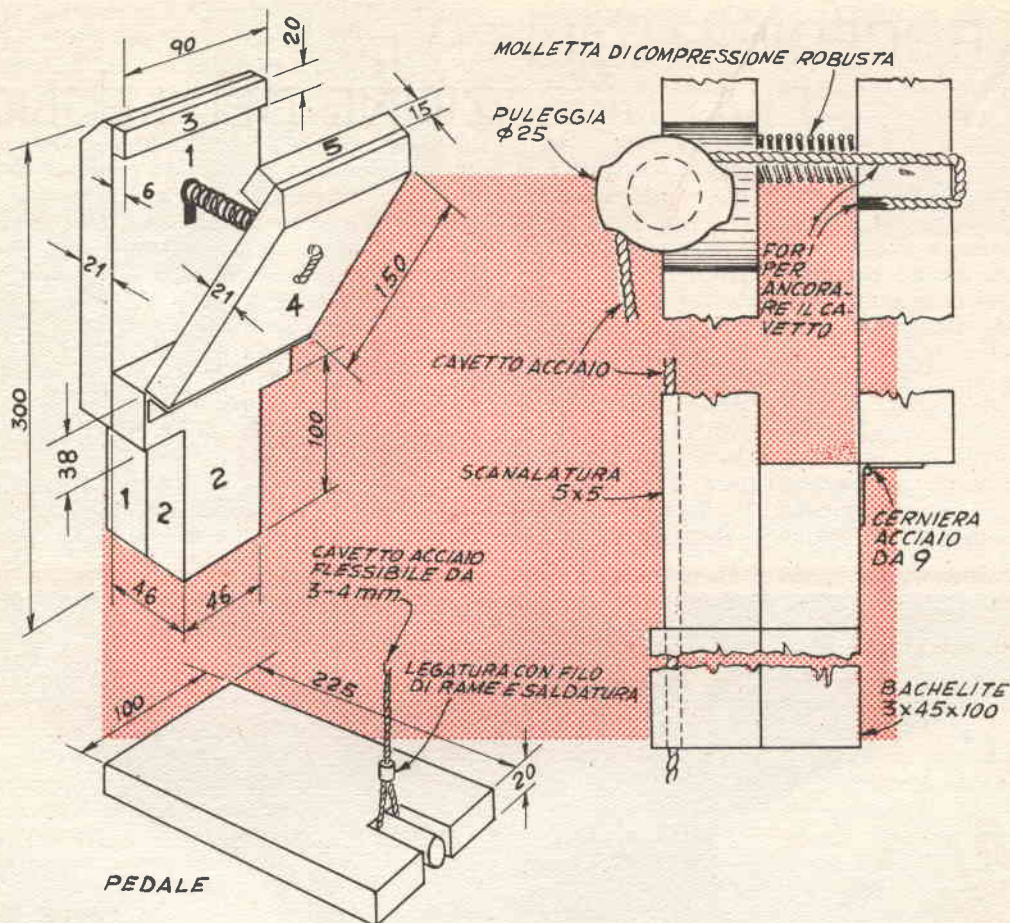 90
20
3
1
15
5
6
21
21
4
150
300
38
100
1
2
2
46
46
MOLLETTA DI COMPRESSIONE ROBUSTA
PULEGGIA
φ25
FORI
PER
ANCORA-
RE IL CA-
VETTO
CAVETTO ACCIAIO
SCANALATURA
5x5
CERNIERA
ACCIAIO
DA 9
BACHELITE
3x45x100
CAVETTO ACCIAIO
FLESSIBILE DA
3-4 mm
LEGATURA CON FILO
DI RAME E SALDATURA
100
225
20
PEDALE